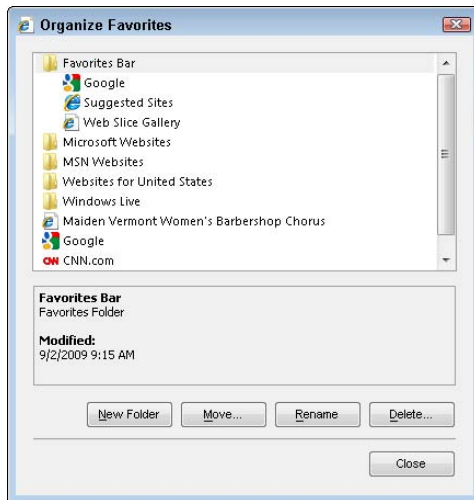 Organize Favorites
Favorites Bar
Google
Suggested Sites
Web Slice Gallery
Microsoft Websites
MSN Websites
Websites for United States
Windows Live
Maiden Vermont Women's Barbershop Chorus
Google
CNN CNN.com
Favorites Bar
Favorites Folder
Modified:
9/2/2009 9:15 AM
New Folder Move... Rename Delete...
Close